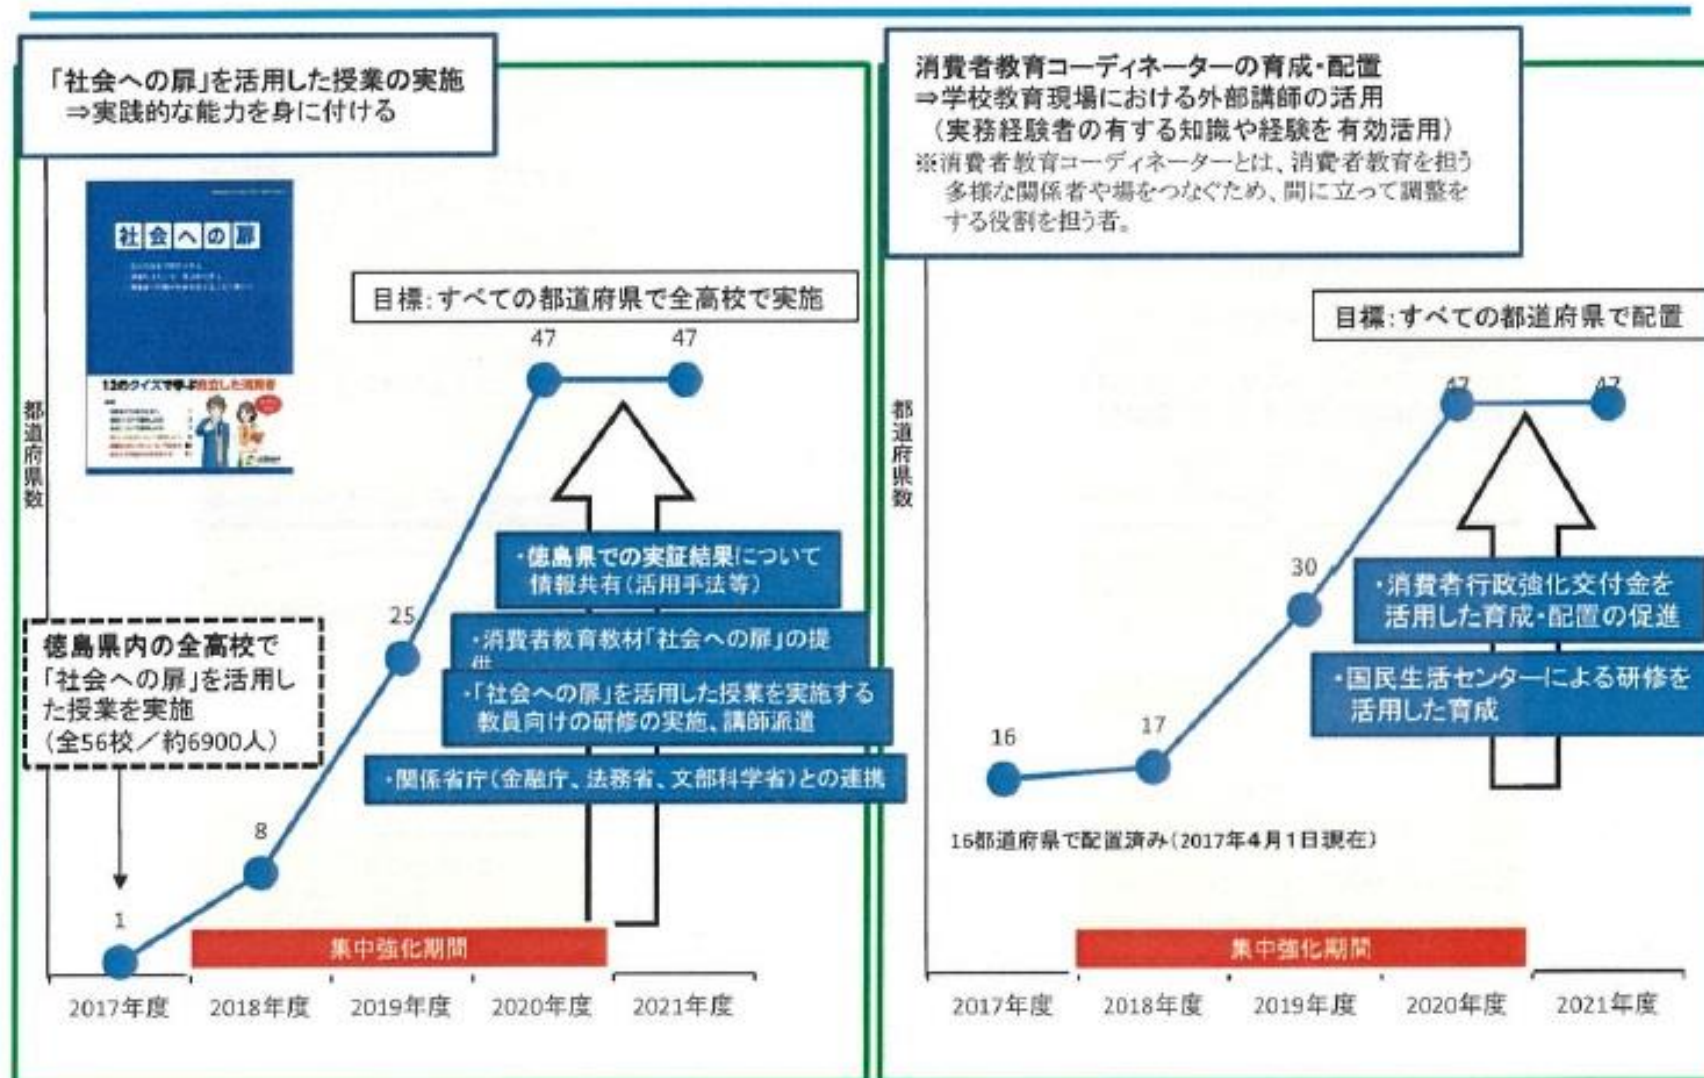 「社会への扉」を活用した授業の実施
⇒実践的な能力を身に付ける
社会への扉
12のクイズで学ぶ自立した消費者
目標:すべての都道府県で全高校で実施
都道府県数
47
47
25
8
1
・徳島県での実証結果について
情報共有(活用手法等)
・消費者教育教材「社会への扉」の提
供
・「社会への扉」を活用した授業を実施する
教員向けの研修の実施、講師派遣
・関係省庁(金融庁、法務省、文部科学省)との連携
徳島県内の全高校で
「社会への扉」を活用し
た授業を実施
(全56校/約6900人)
集中強化期間
2017年度
2018年度
2019年度
2020年度
2021年度
消費者教育コーディネーターの育成・配置
⇒学校教育現場における外部講師の活用
(実務経験者の有する知識や経験を有効活用)
※消費者教育コーディネーターとは、消費者教育を担う
多様な関係者や場をつなぐため、間に立って調整を
する役割を担う者。
目標:すべての都道府県で配置
都道府県数
47
47
30
17
16
・消費者行政強化交付金を
活用した育成・配置の促進
・国民生活センターによる研修を
活用した育成
16都道府県で配置済み(2017年4月1日現在)
集中強化期間
2017年度
2018年度
2019年度
2020年度
2021年度